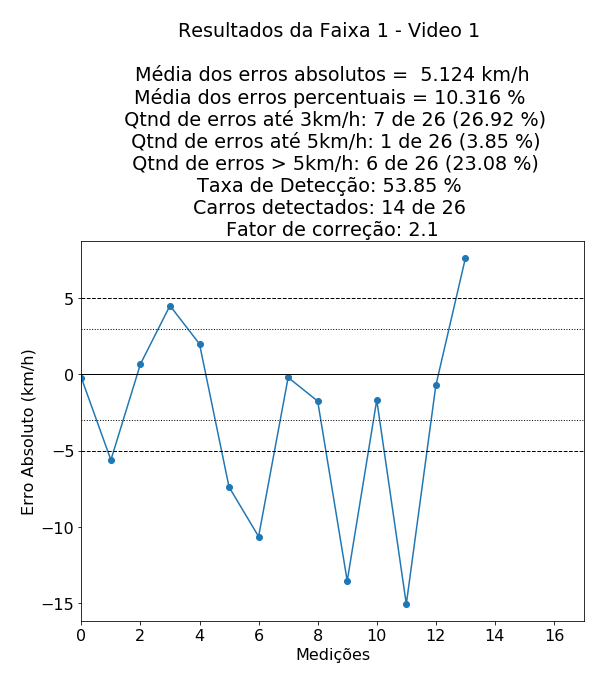 Resultados da Faixa 1 - Video 1
Média dos erros absolutos =  5.124 km/h
Média dos erros percentuais = 10.316 %
Qtnd de erros até 3km/h: 7 de 26 (26.92 %)
Qtnd de erros até 5km/h: 1 de 26 (3.85 %)
Qtnd de erros > 5km/h: 6 de 26 (23.08 %)
Taxa de Detecção: 53.85 %
Carros detectados: 14 de 26
Fator de correção: 2.1
Erro Absoluto (km/h)
5
0
−5
−10
−15
0 2 4 6 8 10 12 14 16
Medições